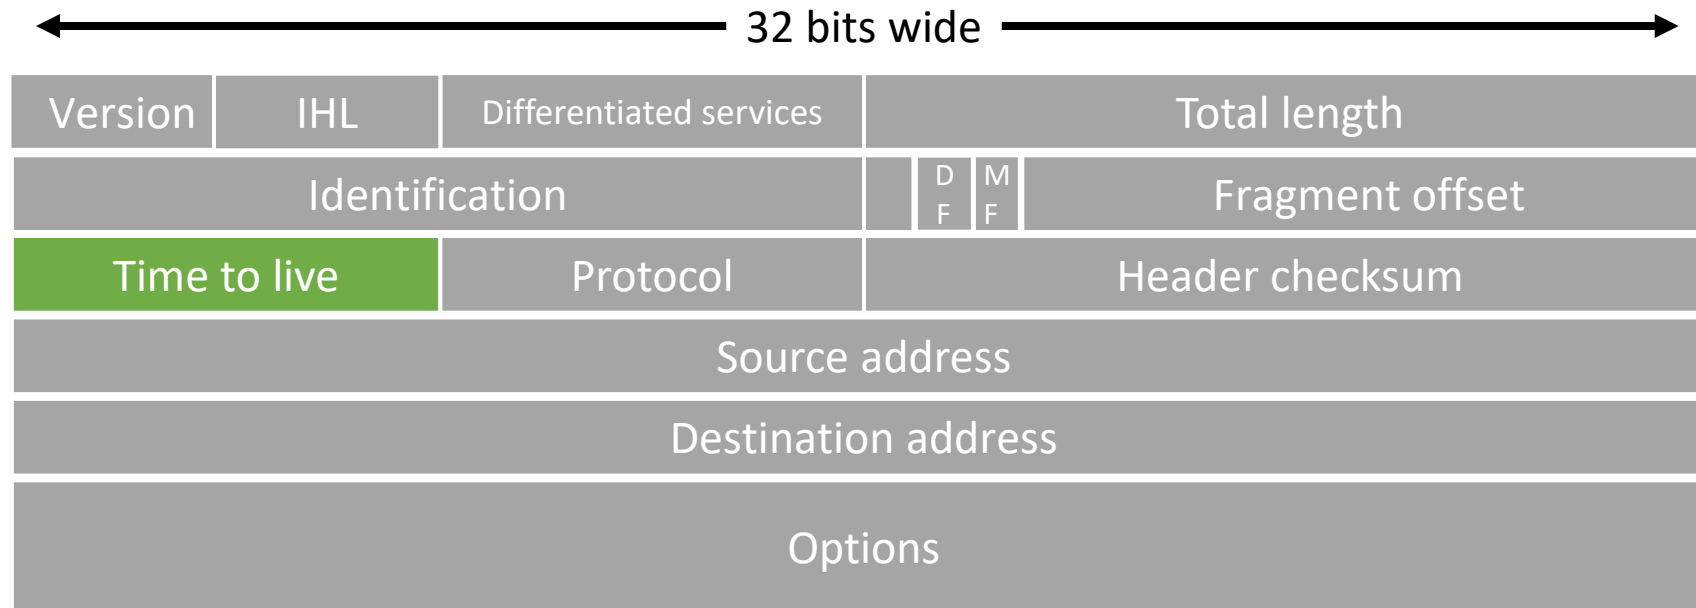 32 bits wide
Version IHL Differentiated services Total length
Identification D F M F Fragment offset
Time to live Protocol Header checksum
Source address
Destination address
Options